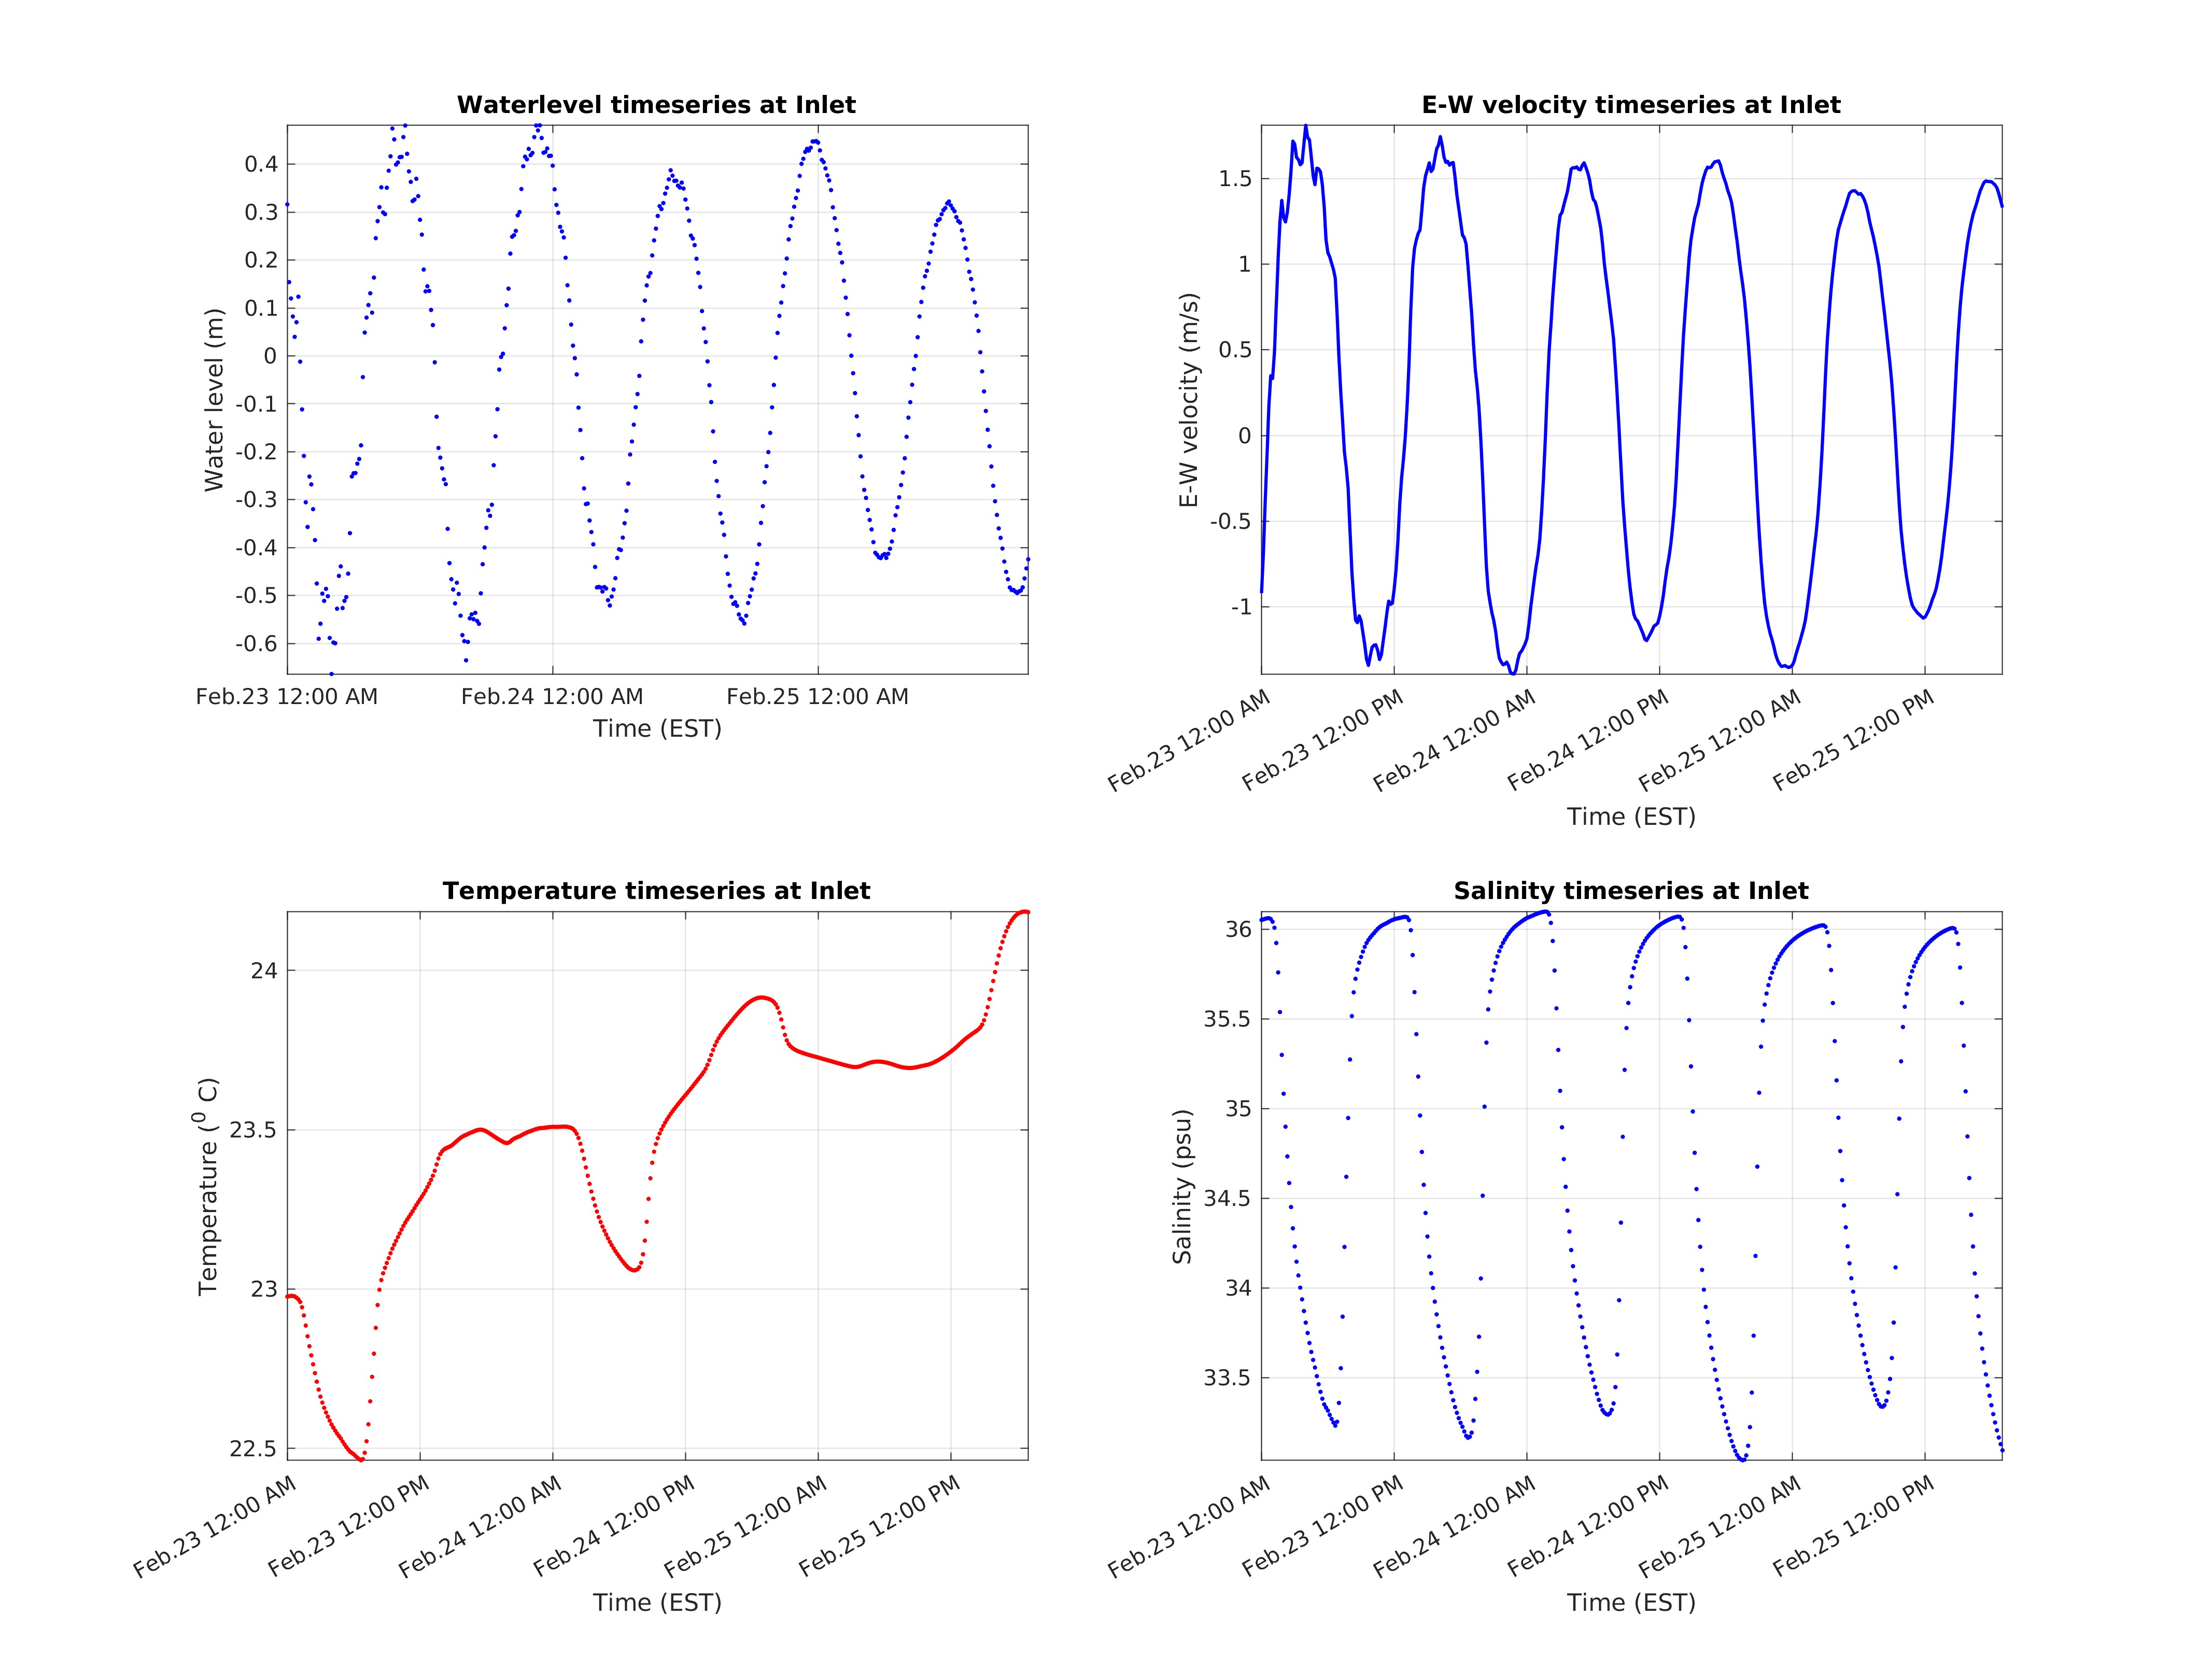 Waterlevel timeseries at Inlet
0.4
0.3
0.2
0.1
0
-0.1
-0.2
-0.3
-0.4
-0.5
-0.6
Water level (m)
Feb.23 12:00 AM
Feb.24 12:00 AM
Feb.25 12:00 AM
Time (EST)
E-W velocity timeseries at Inlet
1.5
1
0.5
0
-0.5
-1
E-W velocity (m/s)
Feb.23 12:00 AM
Feb.23 12:00 PM
Feb.24 12:00 AM
Feb.24 12:00 PM
Feb.25 12:00 AM
Feb.25 12:00 PM
Time (EST)
Temperature timeseries at Inlet
24
23.5
23
22.5
Temperature (⁰ C)
Feb.23 12:00 AM
Feb.23 12:00 PM
Feb.24 12:00 AM
Feb.24 12:00 PM
Feb.25 12:00 AM
Feb.25 12:00 PM
Time (EST)
Salinity timeseries at Inlet
36
35.5
35
34.5
34
33.5
Salinity (psu)
Feb.23 12:00 AM
Feb.23 12:00 PM
Feb.24 12:00 AM
Feb.24 12:00 PM
Feb.25 12:00 AM
Feb.25 12:00 PM
Time (EST)